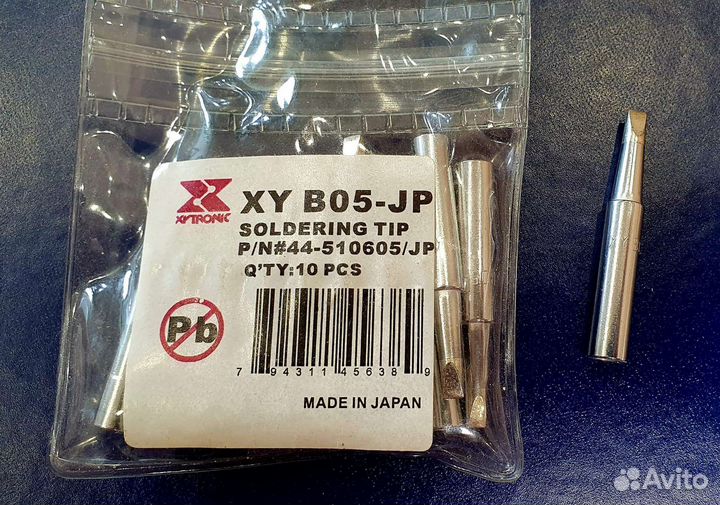 XYTRONIC
XY B05-JP
SOLDERING TIP
P/N#44-510605/JP
Q'TY:10 PCS
Pb
7 94311 45638 9
MADE IN JAPAN
Avito